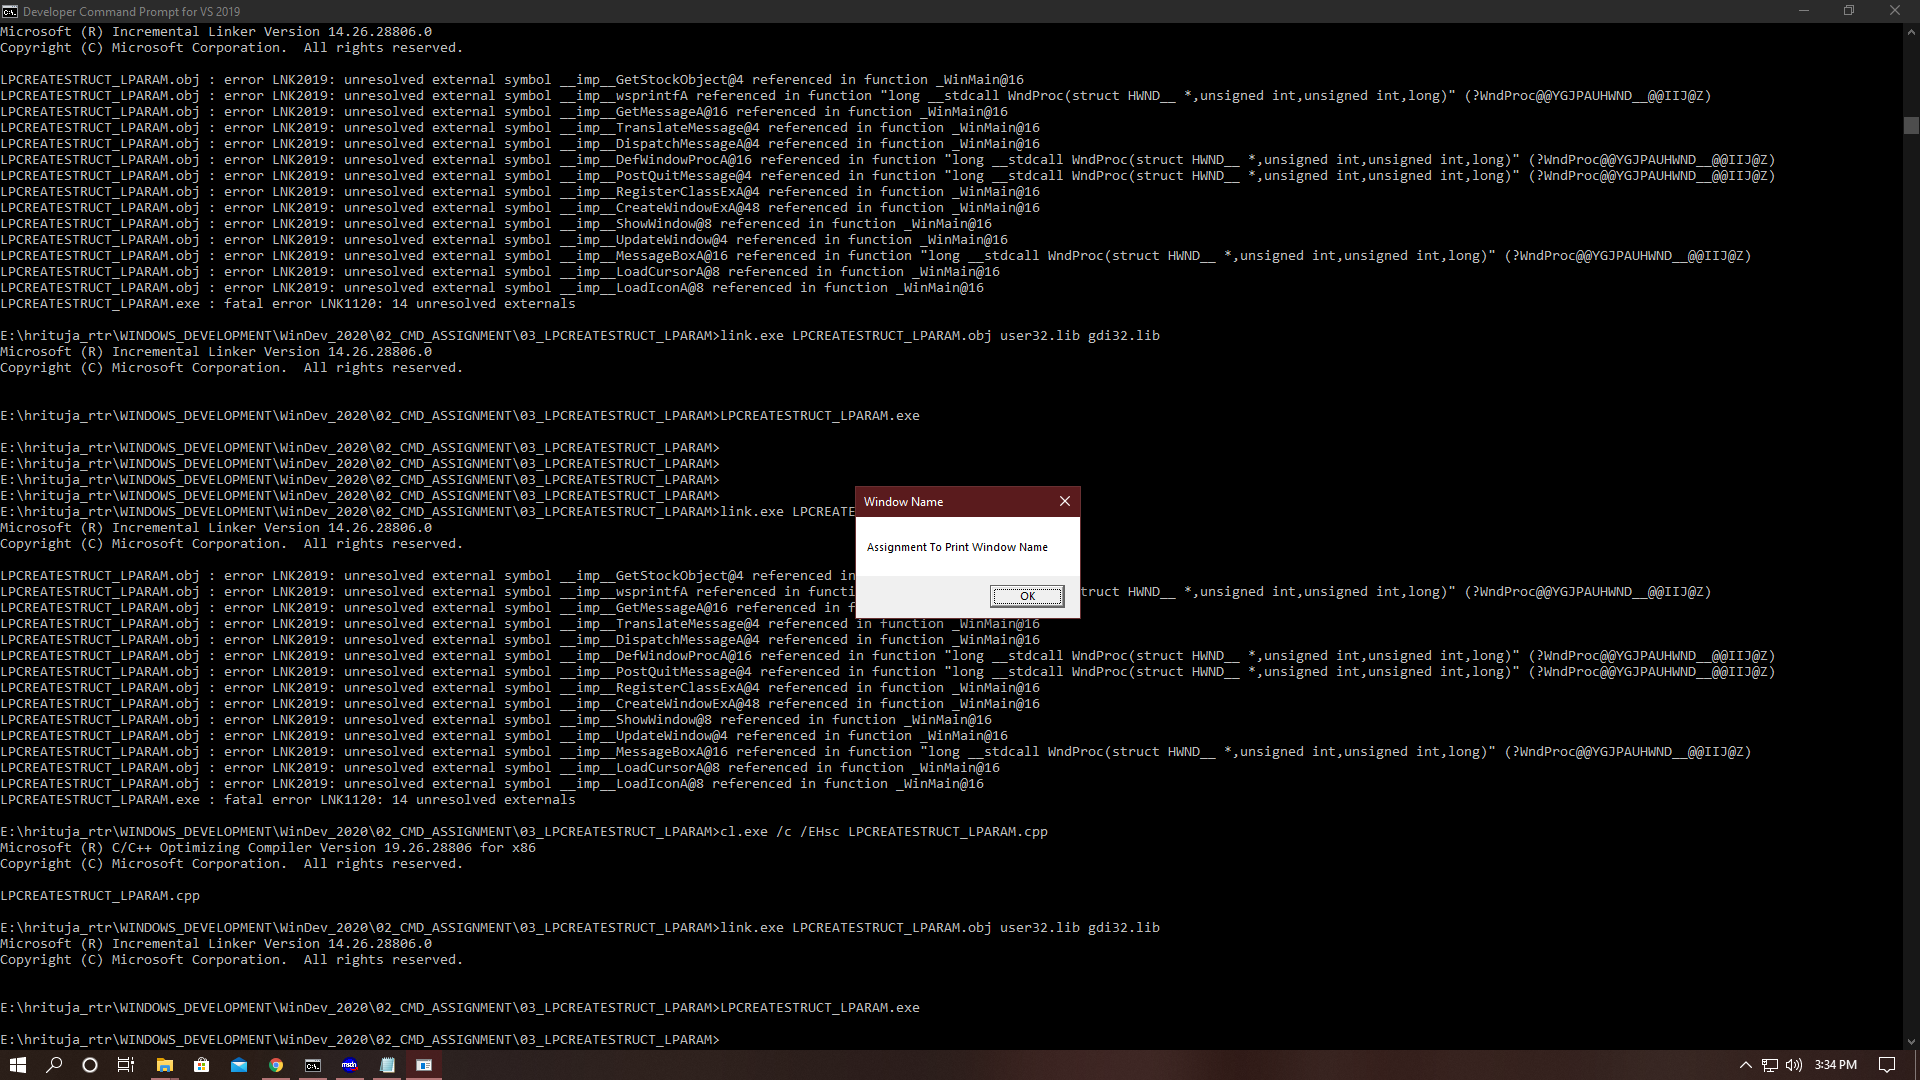 Developer Command Prompt for VS 2019
Microsoft (R) Incremental Linker Version 14.26.28806.0
Copyright (C) Microsoft Corporation.  All rights reserved.
LPCREATESTRUCT_LPARAM.obj : error LNK2019: unresolved external symbol __imp__GetStockObject@4 referenced in function _WinMain@16
LPCREATESTRUCT_LPARAM.obj : error LNK2019: unresolved external symbol __imp__wsprintfA referenced in function "long __stdcall WndProc(struct HWND__ *,unsigned int,unsigned int,long)" (?WndProc@@YGJPAUHWND__@@IIJ@Z)
LPCREATESTRUCT_LPARAM.obj : error LNK2019: unresolved external symbol __imp__GetMessageA@16 referenced in function _WinMain@16
LPCREATESTRUCT_LPARAM.obj : error LNK2019: unresolved external symbol __imp__TranslateMessage@4 referenced in function _WinMain@16
LPCREATESTRUCT_LPARAM.obj : error LNK2019: unresolved external symbol __imp__DispatchMessageA@4 referenced in function _WinMain@16
LPCREATESTRUCT_LPARAM.obj : error LNK2019: unresolved external symbol __imp__DefWindowProcA@16 referenced in function "long __stdcall WndProc(struct HWND__ *,unsigned int,unsigned int,long)" (?WndProc@@YGJPAUHWND__@@IIJ@Z)
LPCREATESTRUCT_LPARAM.obj : error LNK2019: unresolved external symbol __imp__PostQuitMessage@4 referenced in function "long __stdcall WndProc(struct HWND__ *,unsigned int,unsigned int,long)" (?WndProc@@YGJPAUHWND__@@IIJ@Z)
LPCREATESTRUCT_LPARAM.obj : error LNK2019: unresolved external symbol __imp__RegisterClassExA@4 referenced in function _WinMain@16
LPCREATESTRUCT_LPARAM.obj : error LNK2019: unresolved external symbol __imp__CreateWindowExA@48 referenced in function _WinMain@16
LPCREATESTRUCT_LPARAM.obj : error LNK2019: unresolved external symbol __imp__ShowWindow@8 referenced in function _WinMain@16
LPCREATESTRUCT_LPARAM.obj : error LNK2019: unresolved external symbol __imp__UpdateWindow@4 referenced in function _WinMain@16
LPCREATESTRUCT_LPARAM.obj : error LNK2019: unresolved external symbol __imp__MessageBoxA@16 referenced in function "long __stdcall WndProc(struct HWND__ *,unsigned int,unsigned int,long)" (?WndProc@@YGJPAUHWND__@@IIJ@Z)
LPCREATESTRUCT_LPARAM.obj : error LNK2019: unresolved external symbol __imp__LoadCursorA@8 referenced in function _WinMain@16
LPCREATESTRUCT_LPARAM.obj : error LNK2019: unresolved external symbol __imp__LoadIconA@8 referenced in function _WinMain@16
LPCREATESTRUCT_LPARAM.exe : fatal error LNK1120: 14 unresolved externals
E:\hrituja_rtr\WINDOWS_DEVELOPMENT\WinDev_2020\02_CMD_ASSIGNMENT\03_LPCREATESTRUCT_LPARAM>link.exe LPCREATESTRUCT_LPARAM.obj user32.lib gdi32.lib
Microsoft (R) Incremental Linker Version 14.26.28806.0
Copyright (C) Microsoft Corporation.  All rights reserved.
E:\hrituja_rtr\WINDOWS_DEVELOPMENT\WinDev_2020\02_CMD_ASSIGNMENT\03_LPCREATESTRUCT_LPARAM>LPCREATESTRUCT_LPARAM.exe
E:\hrituja_rtr\WINDOWS_DEVELOPMENT\WinDev_2020\02_CMD_ASSIGNMENT\03_LPCREATESTRUCT_LPARAM>
E:\hrituja_rtr\WINDOWS_DEVELOPMENT\WinDev_2020\02_CMD_ASSIGNMENT\03_LPCREATESTRUCT_LPARAM>
E:\hrituja_rtr\WINDOWS_DEVELOPMENT\WinDev_2020\02_CMD_ASSIGNMENT\03_LPCREATESTRUCT_LPARAM>
E:\hrituja_rtr\WINDOWS_DEVELOPMENT\WinDev_2020\02_CMD_ASSIGNMENT\03_LPCREATESTRUCT_LPARAM>
E:\hrituja_rtr\WINDOWS_DEVELOPMENT\WinDev_2020\02_CMD_ASSIGNMENT\03_LPCREATESTRUCT_LPARAM>link.exe LPCREATE
Microsoft (R) Incremental Linker Version 14.26.28806.0
Copyright (C) Microsoft Corporation.  All rights reserved.
LPCREATESTRUCT_LPARAM.obj : error LNK2019: unresolved external symbol __imp__GetStockObject@4 referenced in
LPCREATESTRUCT_LPARAM.obj : error LNK2019: unresolved external symbol __imp__wsprintfA referenced in functi truct HWND__ *,unsigned int,unsigned int,long)" (?WndProc@@YGJPAUHWND__@@IIJ@Z)
LPCREATESTRUCT_LPARAM.obj : error LNK2019: unresolved external symbol __imp__GetMessageA@16 referenced in f
LPCREATESTRUCT_LPARAM.obj : error LNK2019: unresolved external symbol __imp__TranslateMessage@4 referenced in function _WinMain@16
LPCREATESTRUCT_LPARAM.obj : error LNK2019: unresolved external symbol __imp__DispatchMessageA@4 referenced in function _WinMain@16
LPCREATESTRUCT_LPARAM.obj : error LNK2019: unresolved external symbol __imp__DefWindowProcA@16 referenced in function "long __stdcall WndProc(struct HWND__ *,unsigned int,unsigned int,long)" (?WndProc@@YGJPAUHWND__@@IIJ@Z)
LPCREATESTRUCT_LPARAM.obj : error LNK2019: unresolved external symbol __imp__PostQuitMessage@4 referenced in function "long __stdcall WndProc(struct HWND__ *,unsigned int,unsigned int,long)" (?WndProc@@YGJPAUHWND__@@IIJ@Z)
LPCREATESTRUCT_LPARAM.obj : error LNK2019: unresolved external symbol __imp__RegisterClassExA@4 referenced in function _WinMain@16
LPCREATESTRUCT_LPARAM.obj : error LNK2019: unresolved external symbol __imp__CreateWindowExA@48 referenced in function _WinMain@16
LPCREATESTRUCT_LPARAM.obj : error LNK2019: unresolved external symbol __imp__ShowWindow@8 referenced in function _WinMain@16
LPCREATESTRUCT_LPARAM.obj : error LNK2019: unresolved external symbol __imp__UpdateWindow@4 referenced in function _WinMain@16
LPCREATESTRUCT_LPARAM.obj : error LNK2019: unresolved external symbol __imp__MessageBoxA@16 referenced in function "long __stdcall WndProc(struct HWND__ *,unsigned int,unsigned int,long)" (?WndProc@@YGJPAUHWND__@@IIJ@Z)
LPCREATESTRUCT_LPARAM.obj : error LNK2019: unresolved external symbol __imp__LoadCursorA@8 referenced in function _WinMain@16
LPCREATESTRUCT_LPARAM.obj : error LNK2019: unresolved external symbol __imp__LoadIconA@8 referenced in function _WinMain@16
LPCREATESTRUCT_LPARAM.exe : fatal error LNK1120: 14 unresolved externals
E:\hrituja_rtr\WINDOWS_DEVELOPMENT\WinDev_2020\02_CMD_ASSIGNMENT\03_LPCREATESTRUCT_LPARAM>cl.exe /c /EHsc LPCREATESTRUCT_LPARAM.cpp
Microsoft (R) C/C++ Optimizing Compiler Version 19.26.28806 for x86
Copyright (C) Microsoft Corporation.  All rights reserved.
LPCREATESTRUCT_LPARAM.cpp
E:\hrituja_rtr\WINDOWS_DEVELOPMENT\WinDev_2020\02_CMD_ASSIGNMENT\03_LPCREATESTRUCT_LPARAM>link.exe LPCREATESTRUCT_LPARAM.obj user32.lib gdi32.lib
Microsoft (R) Incremental Linker Version 14.26.28806.0
Copyright (C) Microsoft Corporation.  All rights reserved.
E:\hrituja_rtr\WINDOWS_DEVELOPMENT\WinDev_2020\02_CMD_ASSIGNMENT\03_LPCREATESTRUCT_LPARAM>LPCREATESTRUCT_LPARAM.exe
E:\hrituja_rtr\WINDOWS_DEVELOPMENT\WinDev_2020\02_CMD_ASSIGNMENT\03_LPCREATESTRUCT_LPARAM>
Window Name
Assignment To Print Window Name
OK
msdn
3:34 PM